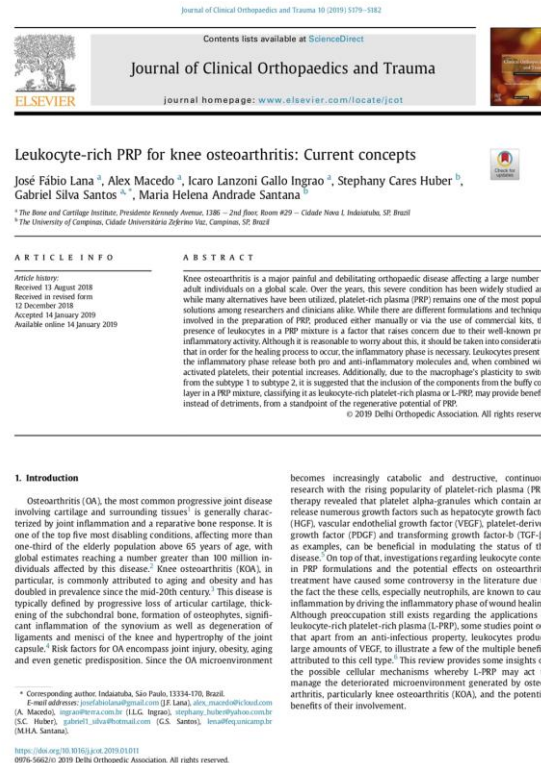 Journal of Clinical Orthopaedics and Trauma 10 (2019) S179–S182
Contents lists available at ScienceDirect
Journal of Clinical Orthopaedics and Trauma
journal homepage: www.elsevier.com/locate/jcot
ELSEVIER
Leukocyte-rich PRP for knee osteoarthritis: Current concepts
Check for
updates
José Fábio Lana a, Alex Macedo a, Icaro Lanzoni Gallo Ingrao a, Stephany Cares Huber b,
Gabriel Silva Santos a, *, Maria Helena Andrade Santana b
a The Bone and Cartilage Institute, Presidente Kennedy Avenue, 1386 – 2nd floor, Room #29 – Cidade Nova I, Indaiatuba, SP, Brazil
b The University of Campinas, Cidade Universitária Zeferino Vaz, Campinas, SP, Brazil
ARTICLE INFO
Article history:
Received 13 August 2018
Received in revised form
12 December 2018
Accepted 14 January 2019
Available online 14 January 2019
ABSTRACT
Knee osteoarthritis is a major painful and debilitating orthopaedic disease affecting a large number
adult individuals on a global scale. Over the years, this severe condition has been widely studied an
while many alternatives have been utilized, platelet-rich plasma (PRP) remains one of the most popul
solutions among researchers and clinicians alike. While there are different formulations and technique
involved in the preparation of PRP, produced either manually or via the use of commercial kits, th
presence of leukocytes in a PRP mixture is a factor that raises concern due to their well-known pr
inflammatory activity. Although it is reasonable to worry about this, it should be taken into consideratio
that in order for the healing process to occur, the inflammatory phase is necessary. Leukocytes present
the inflammatory phase release both pro and anti-inflammatory molecules and, when combined wi
activated platelets, their potential increases. Additionally, due to the macrophage's plasticity to switc
from the subtype 1 to subtype 2, it is suggested that the inclusion of the components from the buffy co
layer in a PRP mixture, classifying it as leukocyte-rich platelet-rich plasma or L-PRP, may provide benefi
instead of detriments, from a standpoint of the regenerative potential of PRP.
© 2019 Delhi Orthopedic Association. All rights reserve
1. Introduction
Osteoarthritis (OA), the most common progressive joint disease
involving cartilage and surrounding tissues1 is generally charac-
terized by joint inflammation and a reparative bone response. It is
one of the top five most disabling conditions, affecting more than
one-third of the elderly population above 65 years of age, with
global estimates reaching a number greater than 100 million in-
dividuals affected by this disease.2 Knee osteoarthritis (KOA), in
particular, is commonly attributed to aging and obesity and has
doubled in prevalence since the mid-20th century.3 This disease is
typically defined by progressive loss of articular cartilage, thick-
ening of the subchondral bone, formation of osteophytes, signifi-
cant inflammation of the synovium as well as degeneration of
ligaments and menisci of the knee and hypertrophy of the joint
capsule.4 Risk factors for OA encompass joint injury, obesity, aging
and even genetic predisposition. Since the OA microenvironment
* Corresponding author. Indaiatuba, São Paulo, 13334-170, Brazil.
E-mail addresses: josefabiolana@gmail.com (J.F. Lana), alex_macedo@icloud.com
(A. Macedo), ingrao@terra.com.br (I.L.G. Ingrao), stephany_huber@yahoo.com.br
(S.C. Huber), gabriel1_silva@hotmail.com (G.S. Santos), lena@feq.unicamp.br
(M.H.A. Santana).
becomes increasingly catabolic and destructive, continuou
research with the rising popularity of platelet-rich plasma (PR
therapy revealed that platelet alpha-granules which contain an
release numerous growth factors such as hepatocyte growth fact
(HGF), vascular endothelial growth factor (VEGF), platelet-derive
growth factor (PDGF) and transforming growth factor-b (TGF-
as examples, can be beneficial in modulating the status of th
disease.5 On top of that, investigations regarding leukocyte conte
in PRP formulations and the potential effects on osteoarthrit
treatment have caused some controversy in the literature due
the fact the these cells, especially neutrophils, are known to cau
inflammation by driving the inflammatory phase of wound healin
Although preoccupation still exists regarding the applications
leukocyte-rich platelet-rich plasma (L-PRP), some studies point o
that apart from an anti-infectious property, leukocytes produc
large amounts of VEGF, to illustrate a few of the multiple benefi
attributed to this cell type.6 This review provides some insights o
the possible cellular mechanisms whereby L-PRP may act
manage the deteriorated microenvironment generated by oste
arthritis, particularly knee osteoarthritis (KOA), and the potenti
benefits of their involvement.
https://doi.org/10.1016/j.jcot.2019.01.011
0976-5662/© 2019 Delhi Orthopedic Association. All rights reserved.